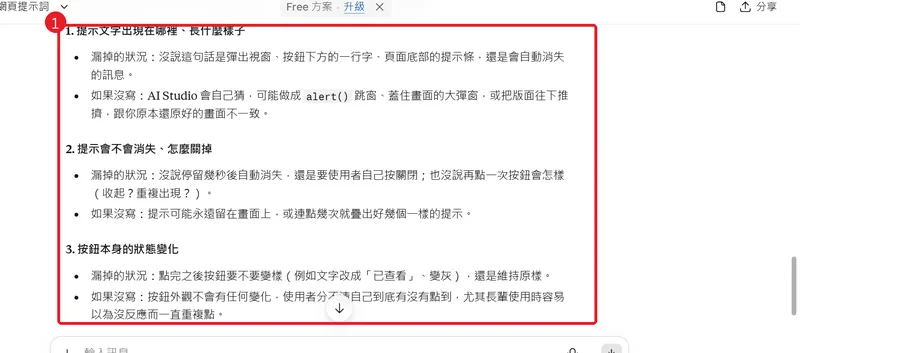 網頁提示詞
Free 方案 · 升級
分享
1
1. 提示文字出現在哪裡、長什麼樣子
漏掉的狀況：沒說這句話是彈出視窗、按鈕下方的一行字、頁面底部的提示條，還是會自動消失
的訊息。
如果沒寫：AI Studio 會自己猜，可能做成 alert() 跳窗、蓋住畫面的大彈窗，或把版面往下推
擠，跟你原本還原好的畫面不一致。
2. 提示會不會消失、怎麼關掉
漏掉的狀況：沒說停留幾秒後自動消失，還是要使用者自己按關閉；也沒說再點一次按鈕會怎樣
（收起？重複出現？）。
如果沒寫：提示可能永遠留在畫面上，或連點幾次就疊出好幾個一樣的提示。
3. 按鈕本身的狀態變化
漏掉的狀況：點完之後按鈕要不要變樣（例如文字改成「已查看」、變灰），還是維持原樣。
如果沒寫：按鈕外觀不會有任何變化，使用者分不清自己到底有沒有點到，尤其長輩使用時容易
以為沒反應而一直重複點。
輸入訊息